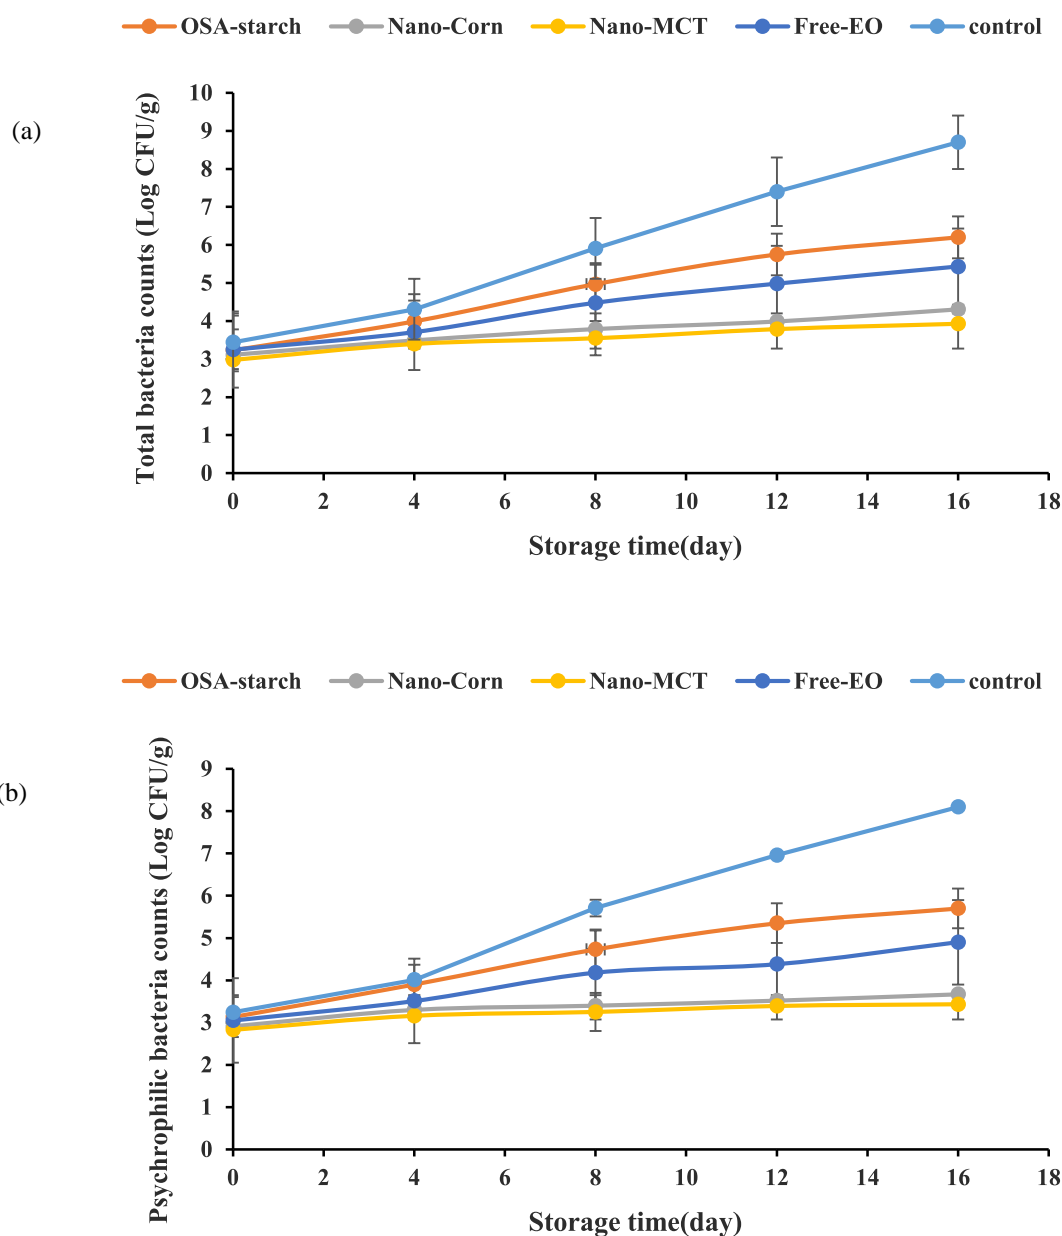 OSA-starch Nano-Corn Nano-MCT Free-EO control
(a)
Total bacteria counts (Log CFU/g)
10
9
8
7
6
5
4
3
2
1
0
0 2 4 6 8 10 12 14 16 18
Storage time(day)
OSA-starch Nano-Corn Nano-MCT Free-EO control
(b)
Psychrophilic bacteria counts (Log CFU/g)
9
8
7
6
5
4
3
2
1
0
0 2 4 6 8 10 12 14 16 18
Storage time(day)